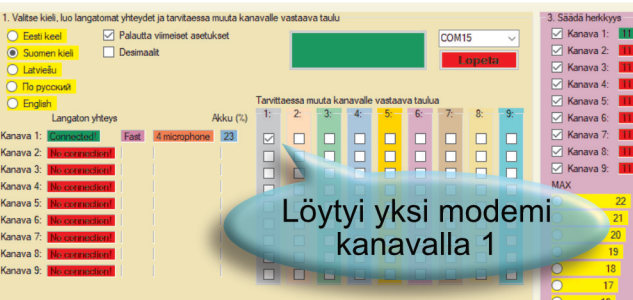 1. Valitse kieli, luo langatomat yhteydet ja tarvitaessa muuta kanavalle vastaava taulu
Eesti keel
Suomen kieli
Latviešu
По русский
English
Palautta viimeiset asetukset
Desimaalit
COM15
Lopeta
Langaton yhteys
Akku (%)
Kanava 1: Connected! Fast 4 microphone 23
Kanava 2: No connection!
Kanava 3: No connection!
Kanava 4: No connection!
Kanava 5: No connection!
Kanava 6: No connection!
Kanava 7: No connection!
Kanava 8: No connection!
Kanava 9: No connection!
Tarvittaessa muuta kanavalle vastaava taulua
1: 2: 3: 4: 5: 6: 7: 8: 9:
Löytyi yksi modemi
kanavalla 1
3. Säädä herkkyys
Kanava 1:
Kanava 2:
Kanava 3:
Kanava 4:
Kanava 5:
Kanava 6:
Kanava 7:
Kanava 8:
Kanava 9:
MAX
22
21
20
19
18
17